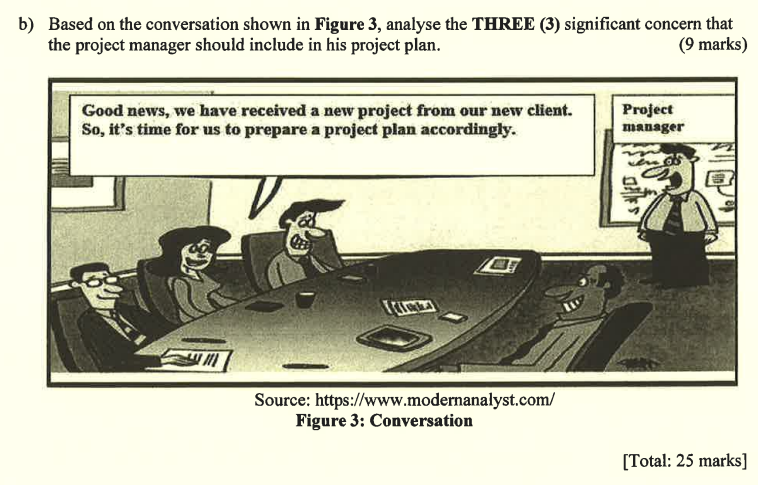 b) Based on the conversation shown in Figure 3, analyse the THREE (3) significant concern that
the project manager should include in his project plan. (9 marks)
Good news, we have received a new project from our new client.
So, it's time for us to prepare a project plan accordingly.
Project
manager
Source: https://www.modernanalyst.com/
Figure 3: Conversation
[Total: 25 marks]